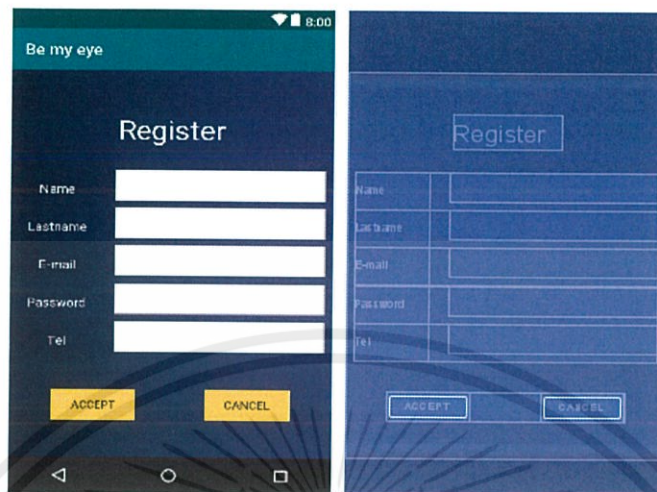 8:00
Be my eye
Register
Name
Lastname
E-mail
Password
Tel
ACCEPT CANCEL
Register
Name
Lastname
E-mail
Password
Tel
ACCEPT CANCEL